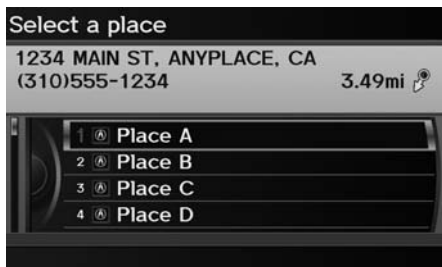 Select a place
1234 MAIN ST, ANYPLACE, CA
(310)555-1234 3.49mi
1 Place A
2 Place B
3 Place C
4 Place D